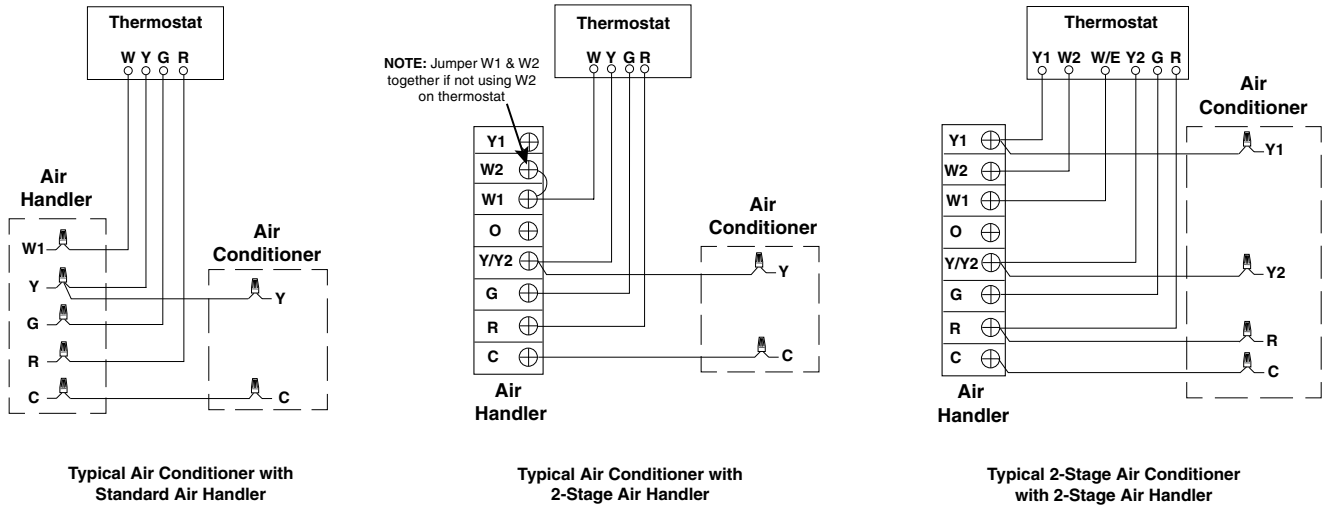 Thermostat
W Y G R
Air
Handler
W1
Y
G
R
C
Air
Conditioner
Y
C
Typical Air Conditioner with
Standard Air Handler
Thermostat
W Y G R
NOTE: Jumper W1 & W2
together if not using W2
on thermostat
Y1
W2
W1
O
Y/Y2
G
R
C
Air
Handler
Air
Conditioner
Y
C
Typical Air Conditioner with
2-Stage Air Handler
Thermostat
Y1 W2 W/E Y2 G R
Y1
W2
W1
O
Y/Y2
G
R
C
Air
Handler
Air
Conditioner
Y1
Y2
R
C
Typical 2-Stage Air Conditioner
with 2-Stage Air Handler